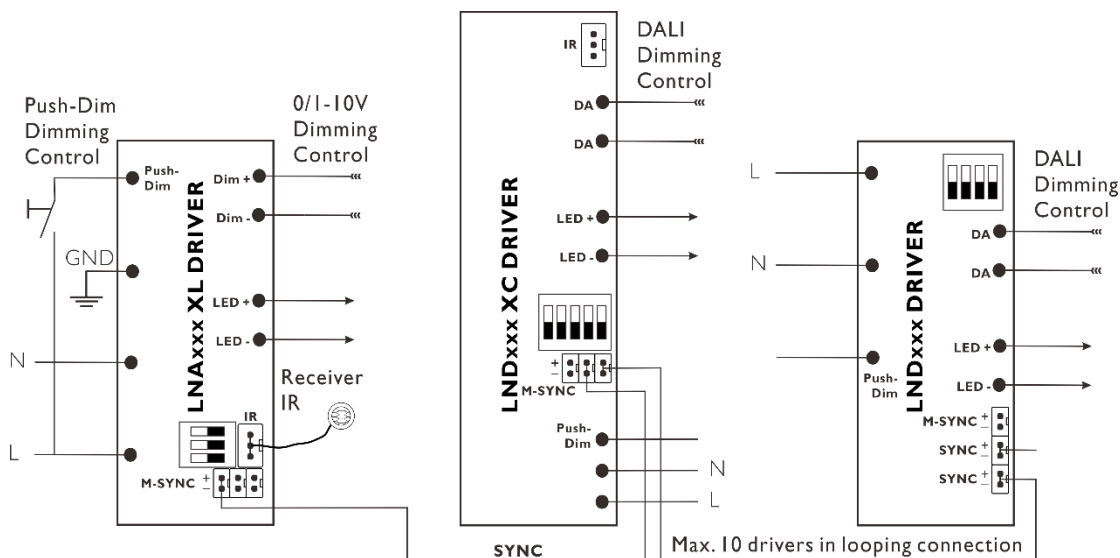 Push-Dim
Dimming
Control
0/1-10V
Dimming
Control
Push-
Dim
Dim +
Dim -
GND
LNAxxx XL DRIVER
LED +
LED -
N
Receiver
IR
IR
L
M-SYNC + -
DALI
Dimming
Control
IR
DA
DA
LNDxxx XC DRIVER
LED +
LED -
+ -
M-SYNC
Push-
Dim
N
L
SYNC
DALI
Dimming
Control
L
DA
N
DA
LNDxxx DRIVER
LED +
Push-
Dim
LED -
M-SYNC + -
SYNC + -
SYNC + -
Max. 10 drivers in looping connection